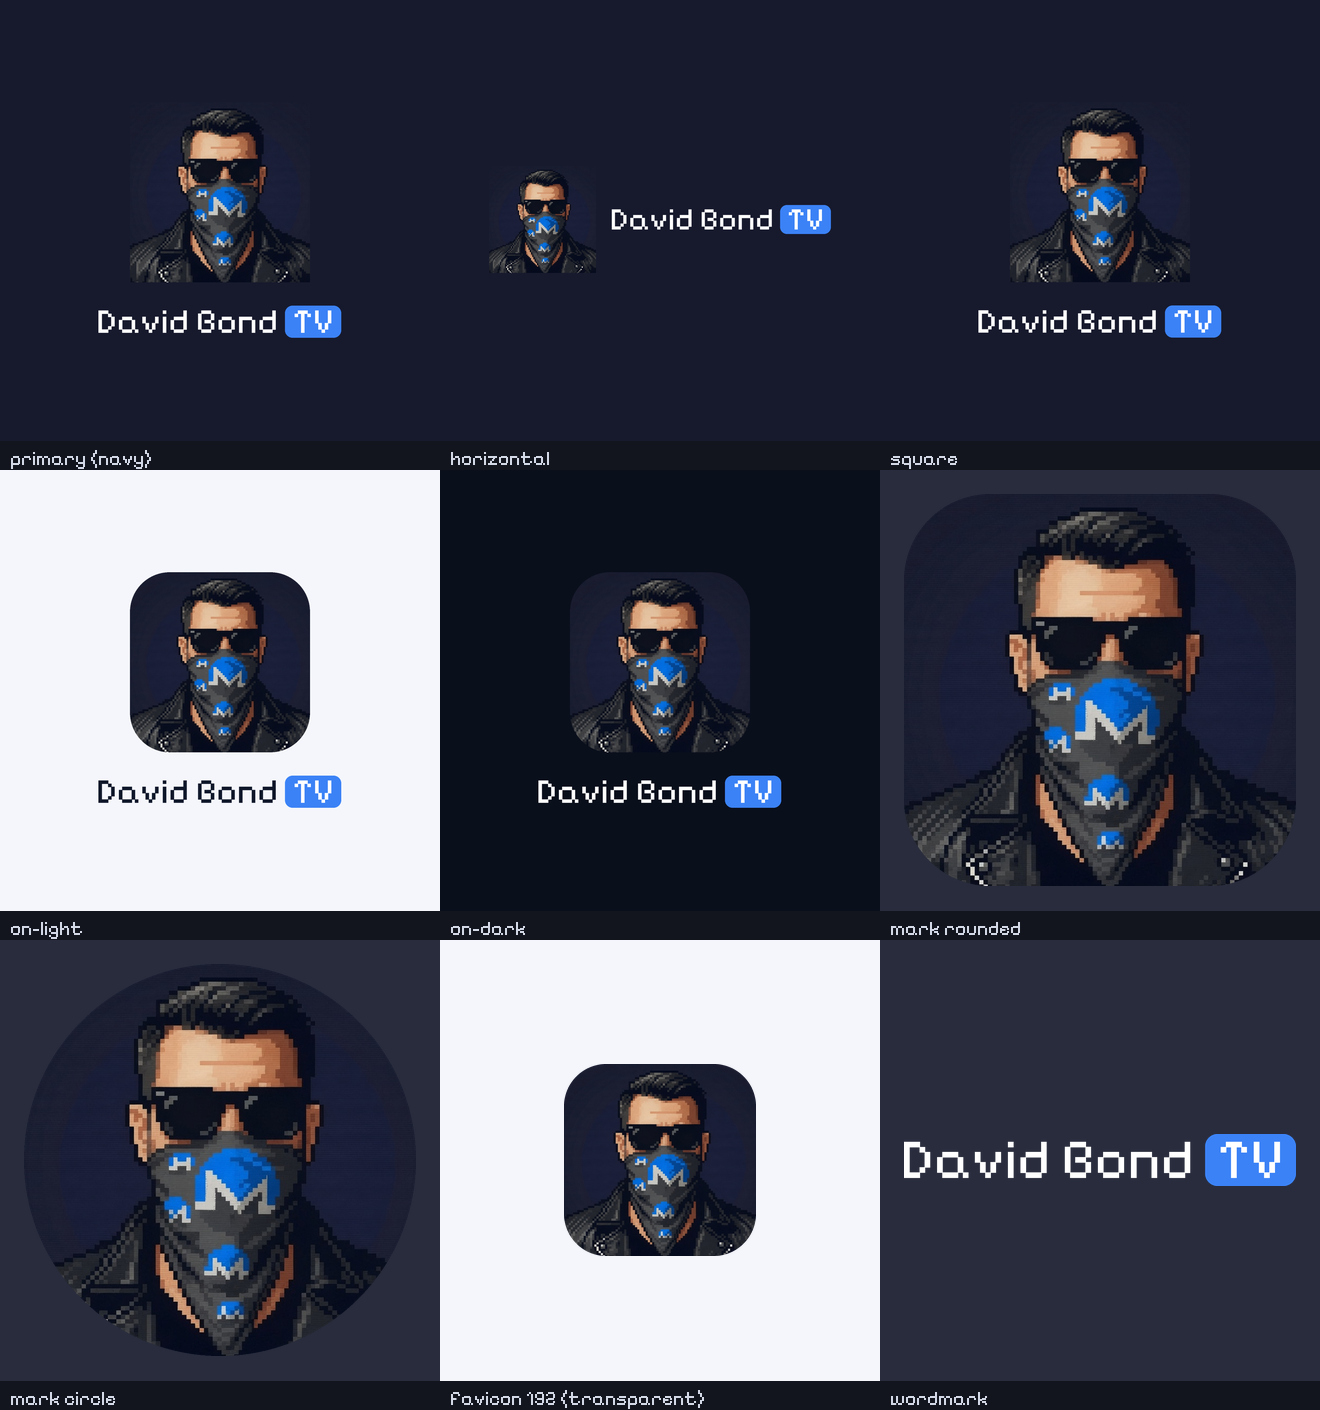 David Bond TV
David Bond TV
David Bond TV
primary (navy)
horizontal
square
M
M
M
M
David Bond TV
David Bond TV
on-light
on-dark
mark rounded
M
M
M
M
David Bond TV
mark circle
favicon 192 (transparent)
wordmark